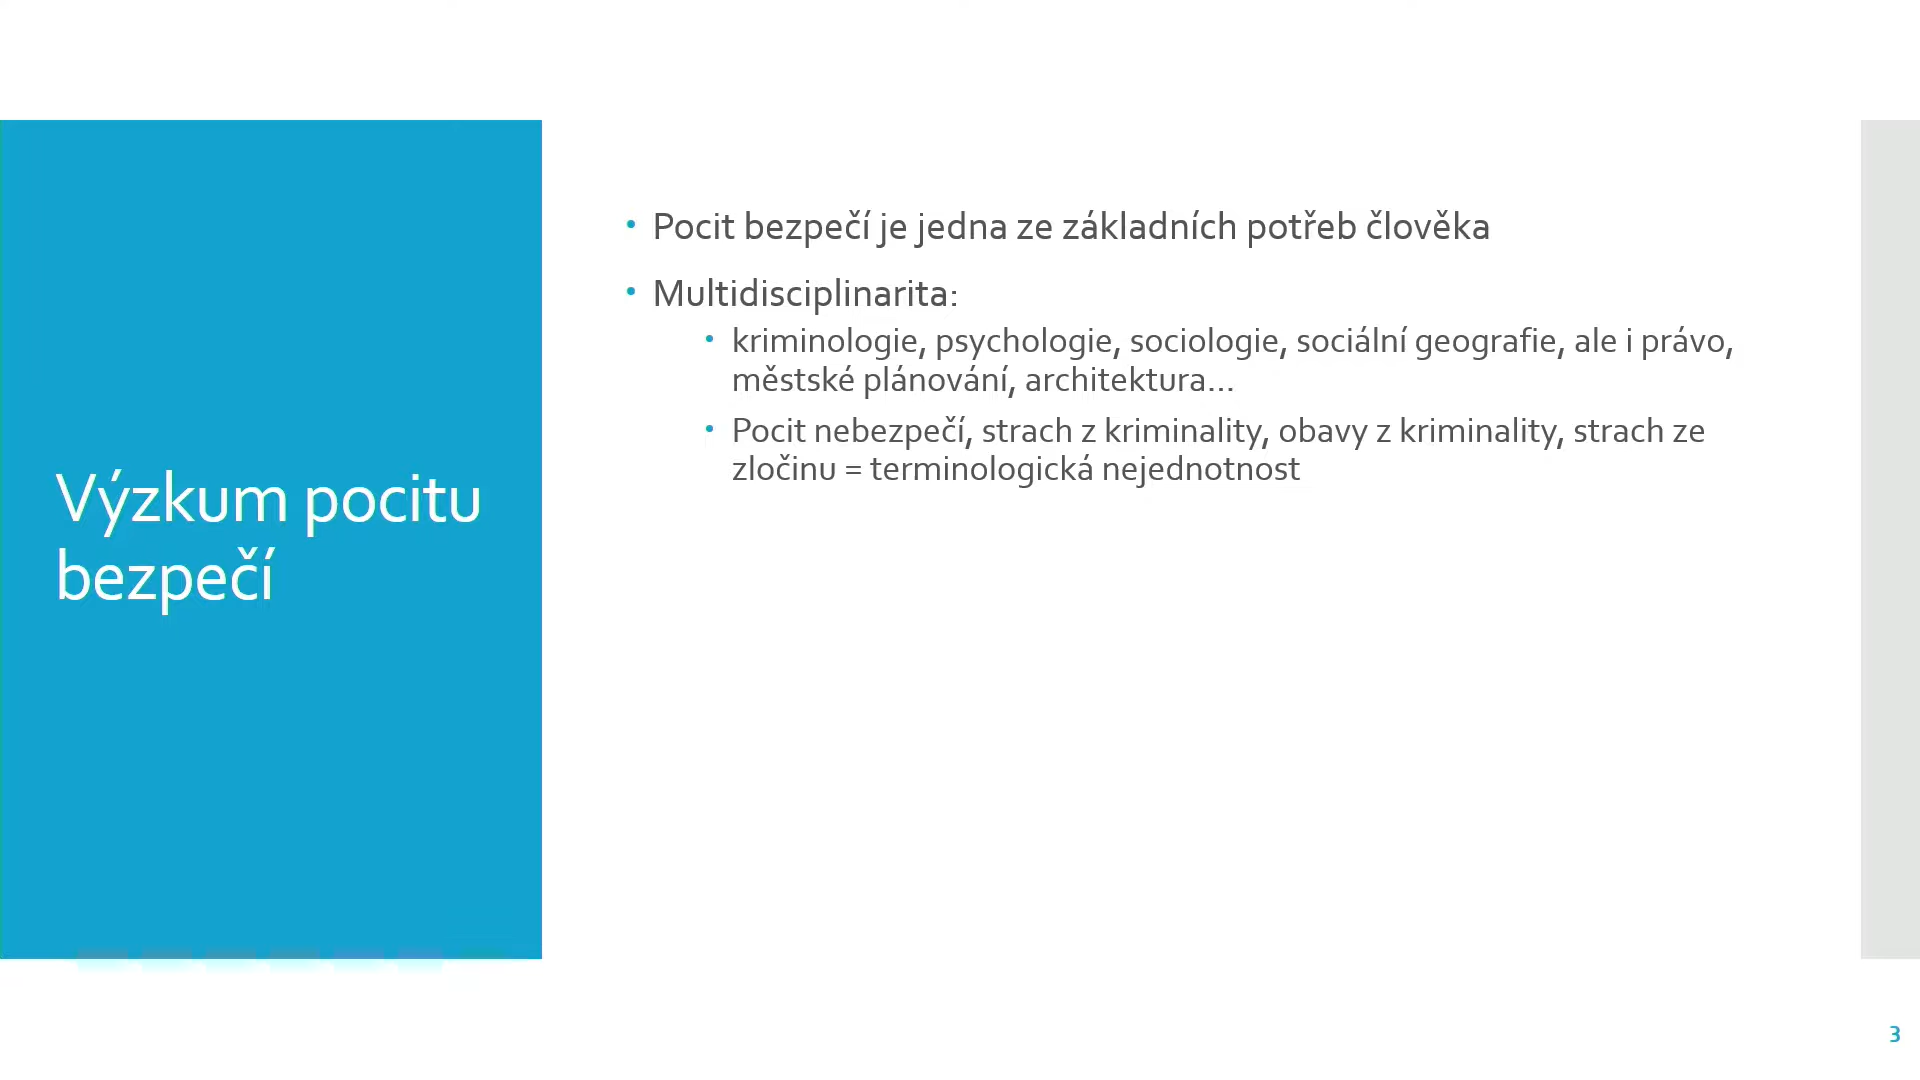 Výzkum pocitu
bezpečí
• Pocit bezpečí je jedna ze základních potřeb člověka
• Multidisciplinarita:
• kriminologie, psychologie, sociologie, sociální geografie, ale i právo,
městské plánování, architektura…
• Pocit nebezpečí, strach z kriminality, obavy z kriminality, strach ze
zločinu = terminologická nejednotnost
3